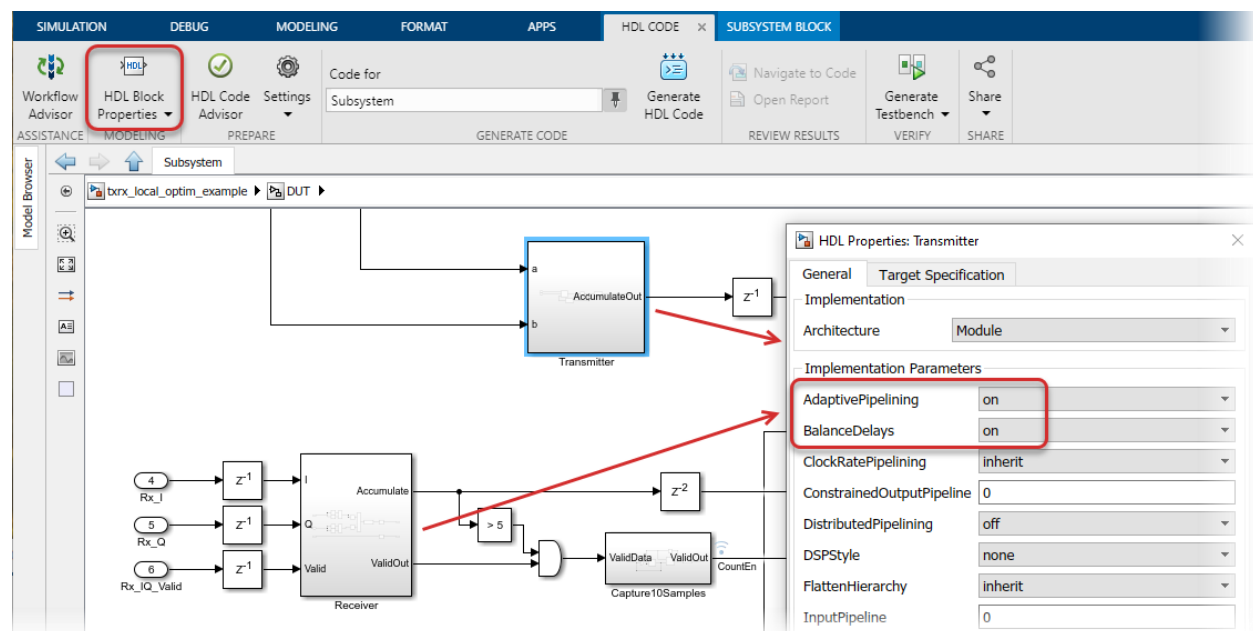 SIMULATION DEBUG MODELING FORMAT APPS HDL CODE × SUBSYSTEM BLOCK
HDL
Code for
Navigate to Code
Workflow Advisor
HDL Block Properties
HDL Code Advisor
Settings
Subsystem
Generate HDL Code
Open Report
Generate Testbench
Share
ASSISTANCE MODELING PREPARE GENERATE CODE REVIEW RESULTS VERIFY SHARE
Model Browser
Subsystem
txrx_local_optim_example DUT
a
b
AccumulateOut
Transmitter
z-1
HDL Properties: Transmitter
General Target Specification
Implementation
Architecture Module
Implementation Parameters
AdaptivePipelining on
BalanceDelays on
ClockRatePipelining inherit
ConstrainedOutputPipeline 0
DistributedPipelining off
DSPStyle none
FlattenHierarchy inherit
InputPipeline 0
4
Rx_I
z-1
I
Accumulate
z-2
5
Rx_Q
z-1
Q
> 5
6
Rx_IQ_Valid
z-1
Valid
ValidOut
Receiver
ValidData ValidOut
Capture10Samples
CountEn